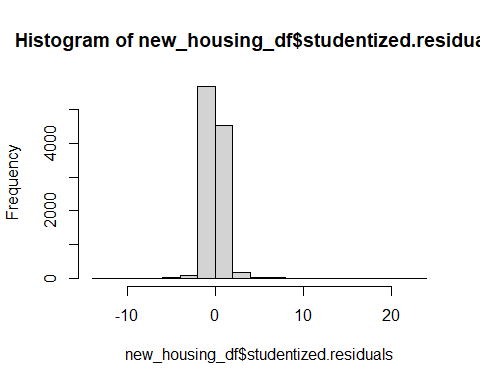 Histogram of new_housing_df$studentized.residua
Frequency
0
2000
4000
-10
0
10
20
new_housing_df$studentized.residuals